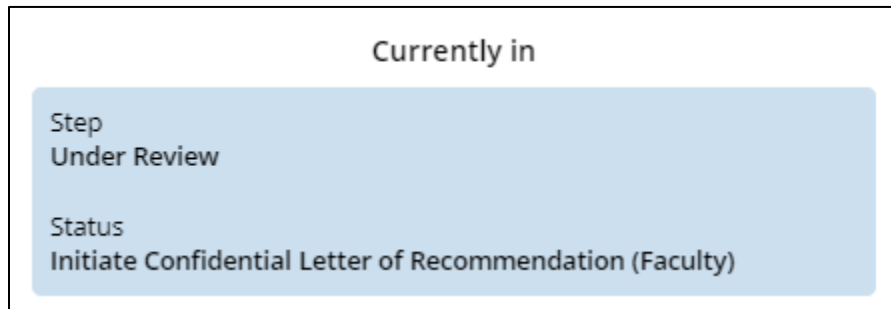 Currently in
Step
Under Review
Status
Initiate Confidential Letter of Recommendation (Faculty)